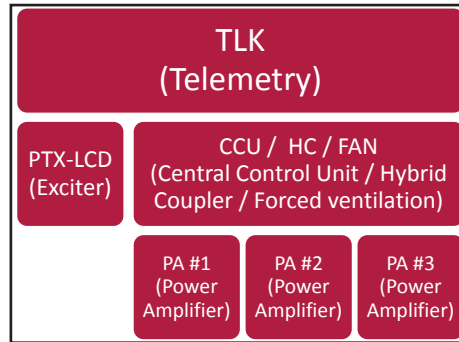 TLK
(Telemetry)
PTX-LCD
(Exciter)
CCU / HC / FAN
(Central Control Unit / Hybrid
Coupler / Forced ventilation)
PA #1
(Power
Amplifier)
PA #2
(Power
Amplifier)
PA #3
(Power
Amplifier)